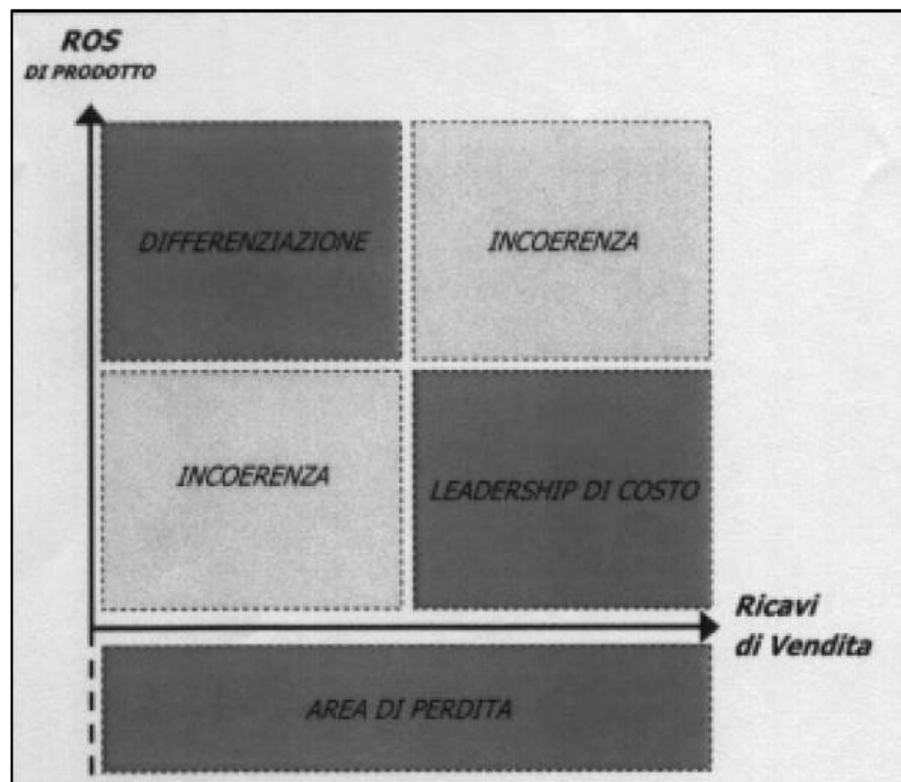 ROS
DI PRODOTTO
DIFFERENZIAZIONE
INCOERENZA
INCOERENZA
LEADERSHIP DI COSTO
Ricavi
di Vendita
AREA DI PERDITA